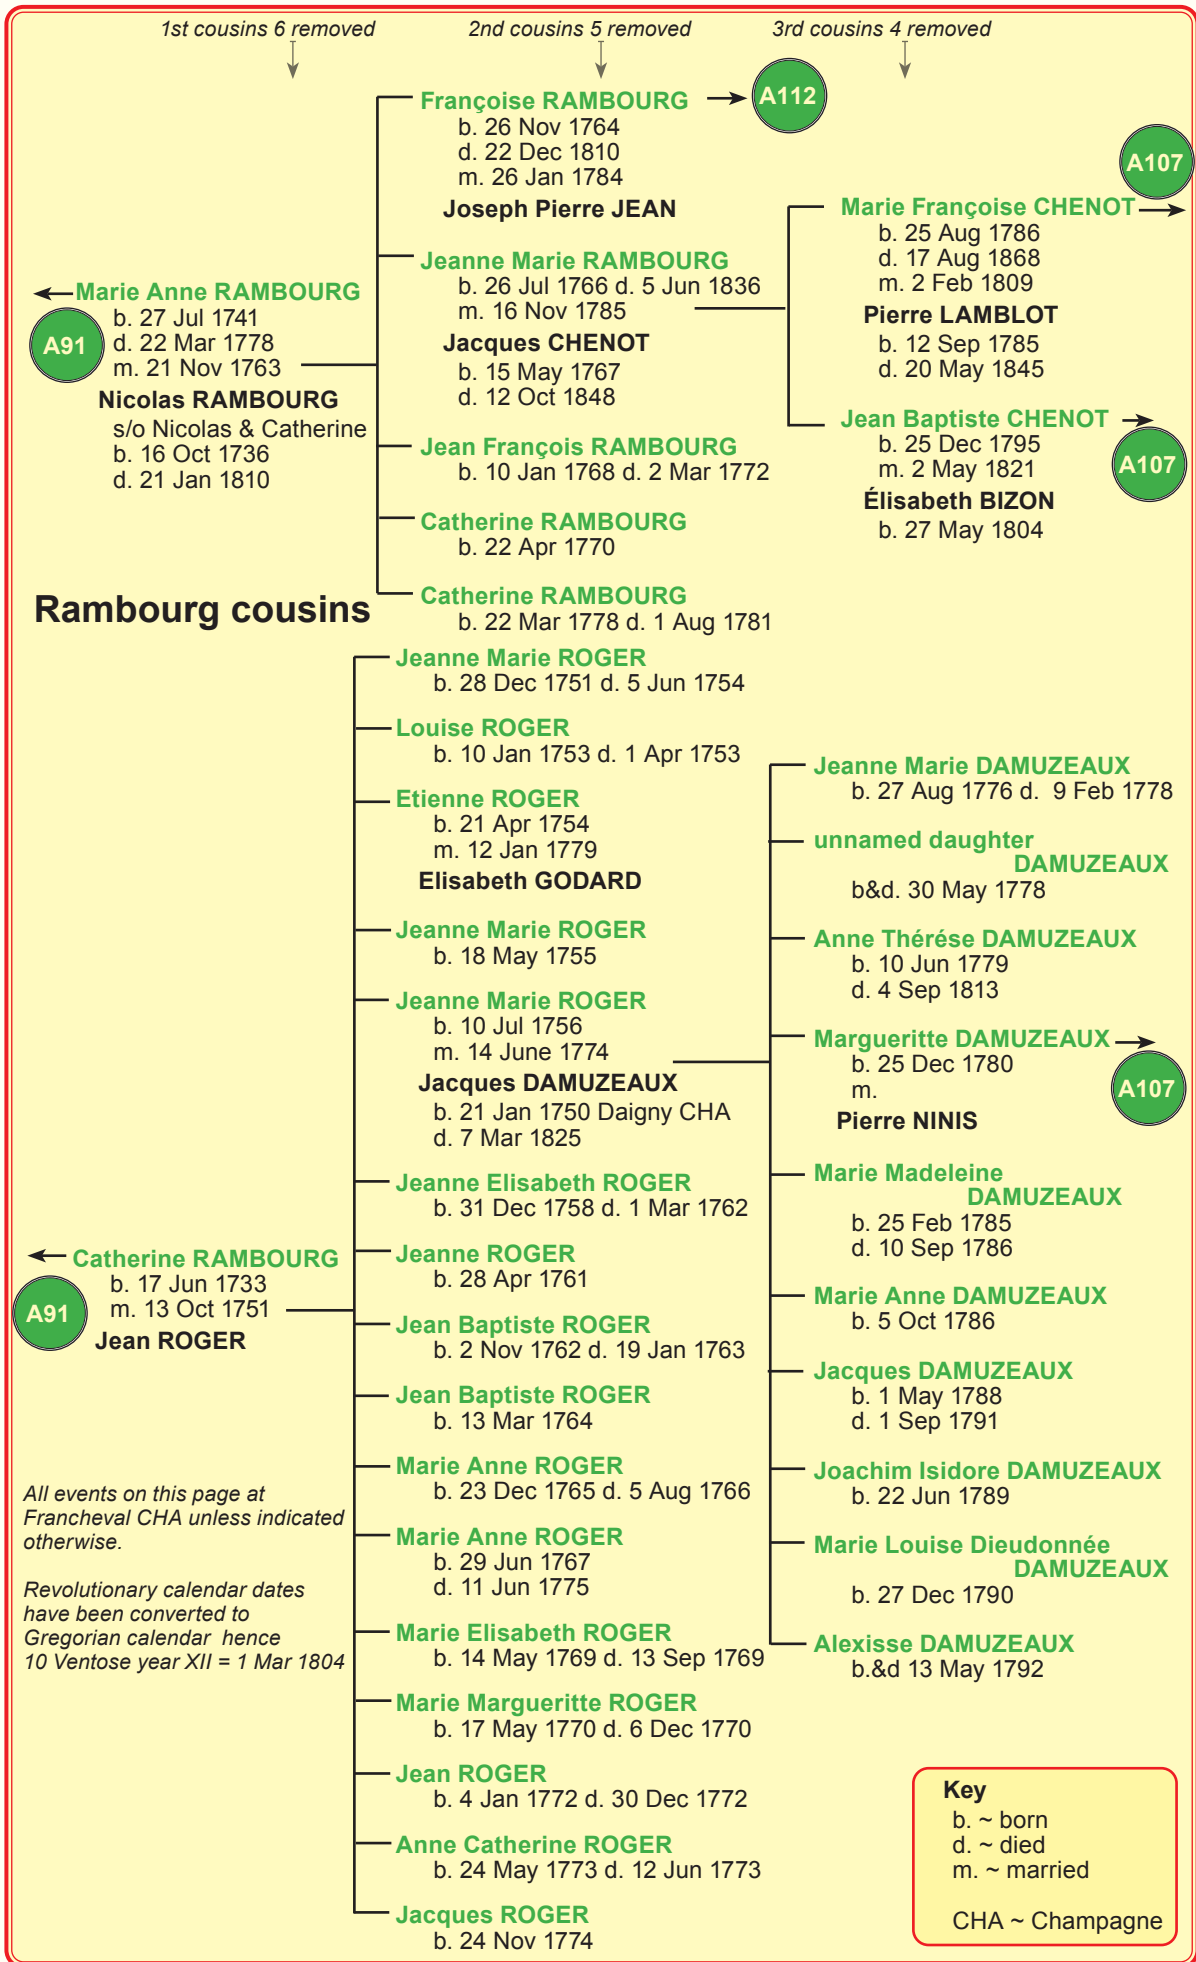 1st cousins 6 removed
2nd cousins 5 removed
3rd cousins 4 removed
Françoise RAMBOURG
A112
b. 26 Nov 1764
d. 22 Dec 1810
m. 26 Jan 1784
Joseph Pierre JEAN
Jeanne Marie RAMBOURG
b. 26 Jul 1766 d. 5 Jun 1836
m. 16 Nov 1785
Jacques CHENOT
b. 15 May 1767
d. 12 Oct 1848
Jean François RAMBOURG
b. 10 Jan 1768 d. 2 Mar 1772
Catherine RAMBOURG
b. 22 Apr 1770
Catherine RAMBOURG
b. 22 Mar 1778 d. 1 Aug 1781
A107
Marie Françoise CHENOT
b. 25 Aug 1786
d. 17 Aug 1868
m. 2 Feb 1809
Pierre LAMBLOT
b. 12 Sep 1785
d. 20 May 1845
Jean Baptiste CHENOT
b. 25 Dec 1795
m. 2 May 1821
A107
Élisabeth BIZON
b. 27 May 1804
Marie Anne RAMBOURG
A91
b. 27 Jul 1741
d. 22 Mar 1778
m. 21 Nov 1763
Nicolas RAMBOURG
s/o Nicolas & Catherine
b. 16 Oct 1736
d. 21 Jan 1810
Rambourg cousins
Jeanne Marie ROGER
b. 28 Dec 1751 d. 5 Jun 1754
Louise ROGER
b. 10 Jan 1753 d. 1 Apr 1753
Etienne ROGER
b. 21 Apr 1754
m. 12 Jan 1779
Elisabeth GODARD
Jeanne Marie ROGER
b. 18 May 1755
Jeanne Marie ROGER
b. 10 Jul 1756
m. 14 June 1774
Jacques DAMUZEAUX
b. 21 Jan 1750 Daigny CHA
d. 7 Mar 1825
Jeanne Elisabeth ROGER
b. 31 Dec 1758 d. 1 Mar 1762
Jeanne ROGER
b. 28 Apr 1761
Jean Baptiste ROGER
b. 2 Nov 1762 d. 19 Jan 1763
Jean Baptiste ROGER
b. 13 Mar 1764
Marie Anne ROGER
b. 23 Dec 1765 d. 5 Aug 1766
Marie Anne ROGER
b. 29 Jun 1767
d. 11 Jun 1775
Marie Elisabeth ROGER
b. 14 May 1769 d. 13 Sep 1769
Marie Margueritte ROGER
b. 17 May 1770 d. 6 Dec 1770
Jean ROGER
b. 4 Jan 1772 d. 30 Dec 1772
Anne Catherine ROGER
b. 24 May 1773 d. 12 Jun 1773
Jacques ROGER
b. 24 Nov 1774
Jeanne Marie DAMUZEAUX
b. 27 Aug 1776 d. 9 Feb 1778
unnamed daughter
DAMUZEAUX
b&d. 30 May 1778
Anne Thérése DAMUZEAUX
b. 10 Jun 1779
d. 4 Sep 1813
Margueritte DAMUZEAUX
b. 25 Dec 1780
m.
A107
Pierre NINIS
Marie Madeleine
DAMUZEAUX
b. 25 Feb 1785
d. 10 Sep 1786
Marie Anne DAMUZEAUX
b. 5 Oct 1786
Jacques DAMUZEAUX
b. 1 May 1788
d. 1 Sep 1791
Joachim Isidore DAMUZEAUX
b. 22 Jun 1789
Marie Louise Dieudonnée
DAMUZEAUX
b. 27 Dec 1790
Alexisse DAMUZEAUX
b.&d 13 May 1792
Catherine RAMBOURG
b. 17 Jun 1733
A91
m. 13 Oct 1751
Jean ROGER
All events on this page at
Francheval CHA unless indicated
otherwise.
Revolutionary calendar dates
have been converted to
Gregorian calendar hence
10 Ventose year XII = 1 Mar 1804
Key
b. ~ born
d. ~ died
m. ~ married
CHA ~ Champagne